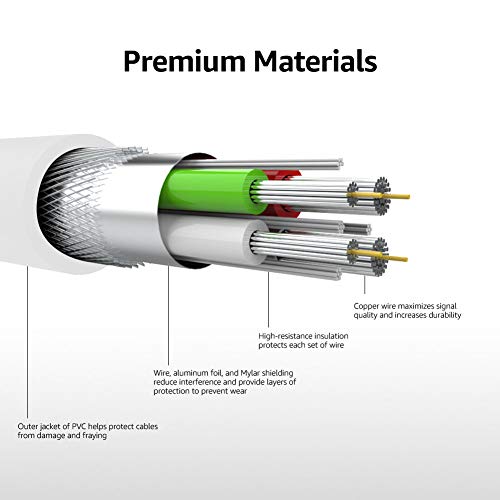 Premium Materials
Copper wire maximizes signal
quality and increases durability
High-resistance insulation
protects each set of wire
Wire, aluminum foil, and Mylar shielding
reduce interference and provide layers of
protection to prevent wear
Outer jacket of PVC helps protect cables
from damage and fraying